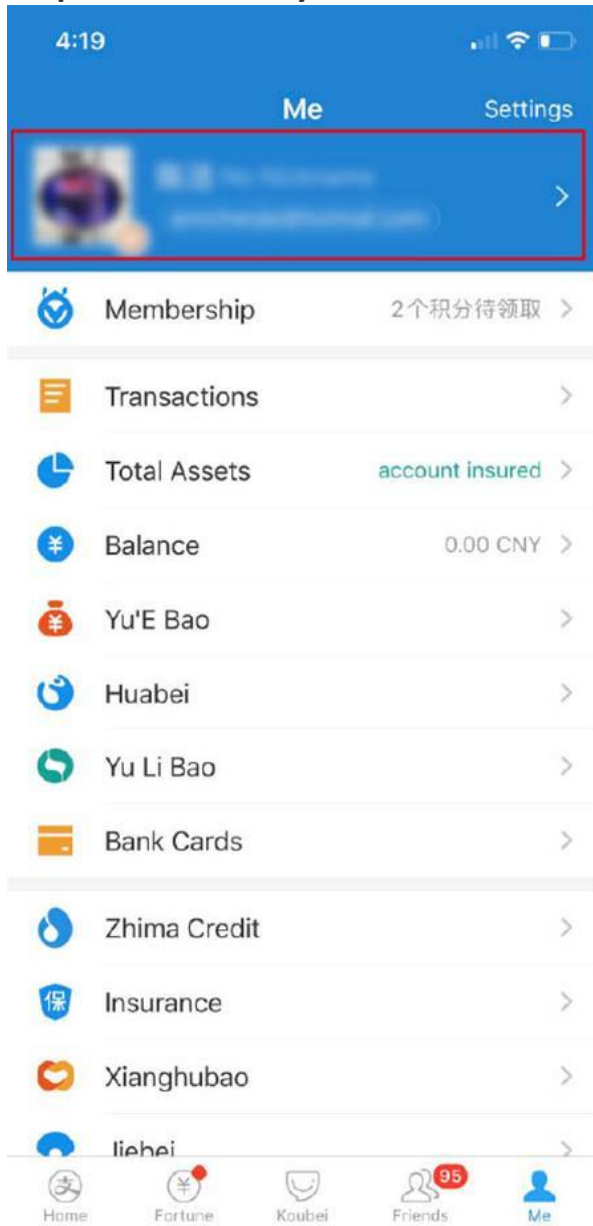 4:19
Me
Settings
Membership 2个积分待领取
Transactions
Total Assets account insured
Balance 0.00 CNY
Yu'E Bao
Huabei
Yu Li Bao
Bank Cards
Zhima Credit
保 Insurance
Xianghubao
Jiebei
支 95
Home Fortune Koubei Friends Me